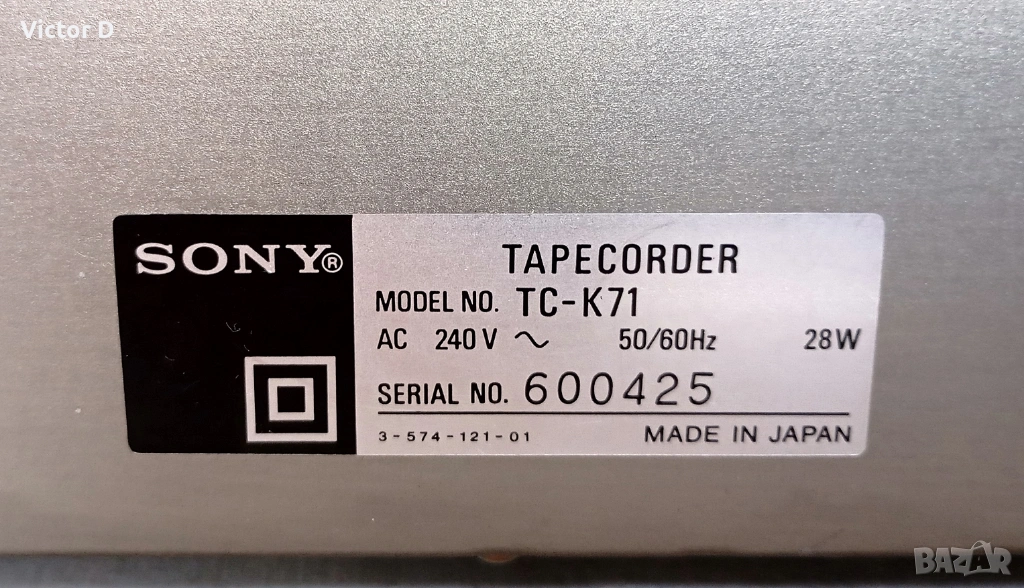 Victor D
SONY®
TAPECORDER
MODEL NO. TC-K71
AC 240V ~ 50/60Hz 28W
SERIAL NO. 600425
3-574-121-01 MADE IN JAPAN
BAZAR